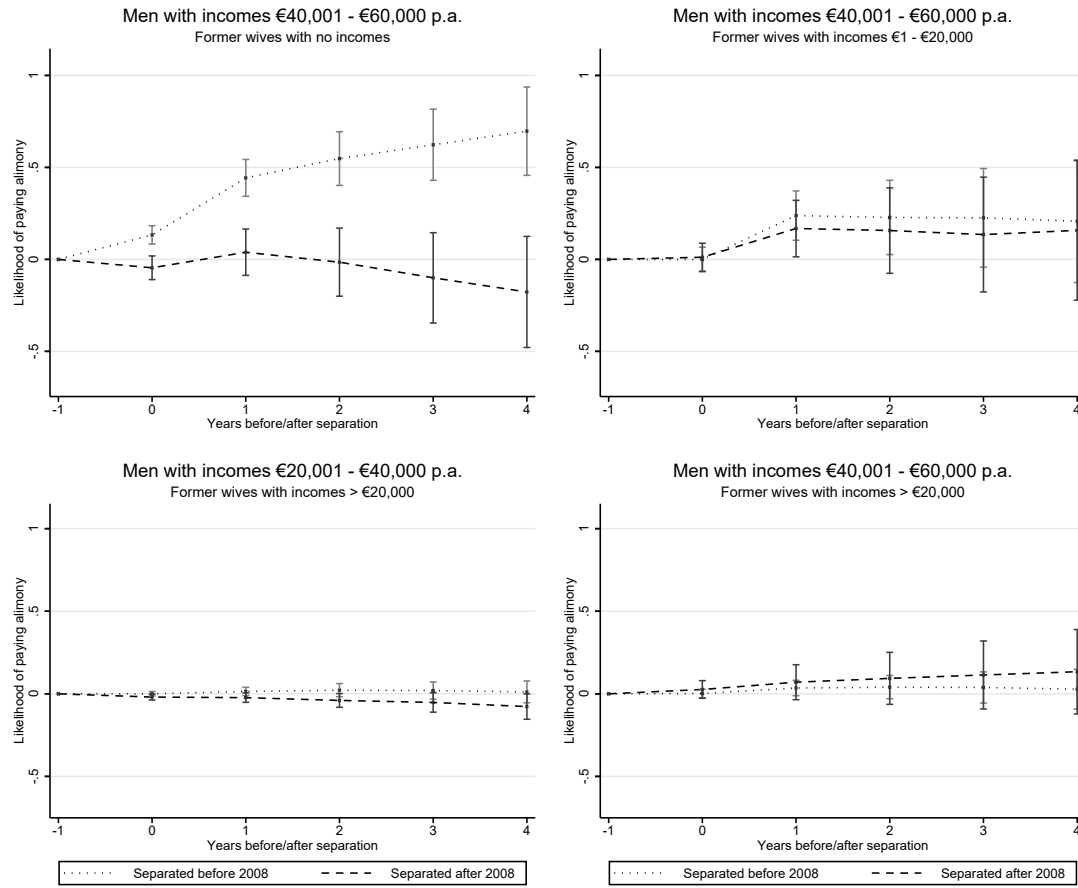 Men with incomes €40,001 - €60,000 p.a.
Former wives with no incomes
Likelihood of paying alimony
1
.5
0
-.5
-1 0 1 2 3 4
Years before/after separation
Men with incomes €40,001 - €60,000 p.a.
Former wives with incomes €1 - €20,000
Likelihood of paying alimony
1
.5
0
-.5
-1 0 1 2 3 4
Years before/after separation
Men with incomes €20,001 - €40,000 p.a.
Former wives with incomes > €20,000
Likelihood of paying alimony
1
.5
0
-.5
-1 0 1 2 3 4
Years before/after separation
Separated before 2008 Separated after 2008
Men with incomes €40,001 - €60,000 p.a.
Former wives with incomes > €20,000
Likelihood of paying alimony
1
.5
0
-.5
-1 0 1 2 3 4
Years before/after separation
Separated before 2008 Separated after 2008